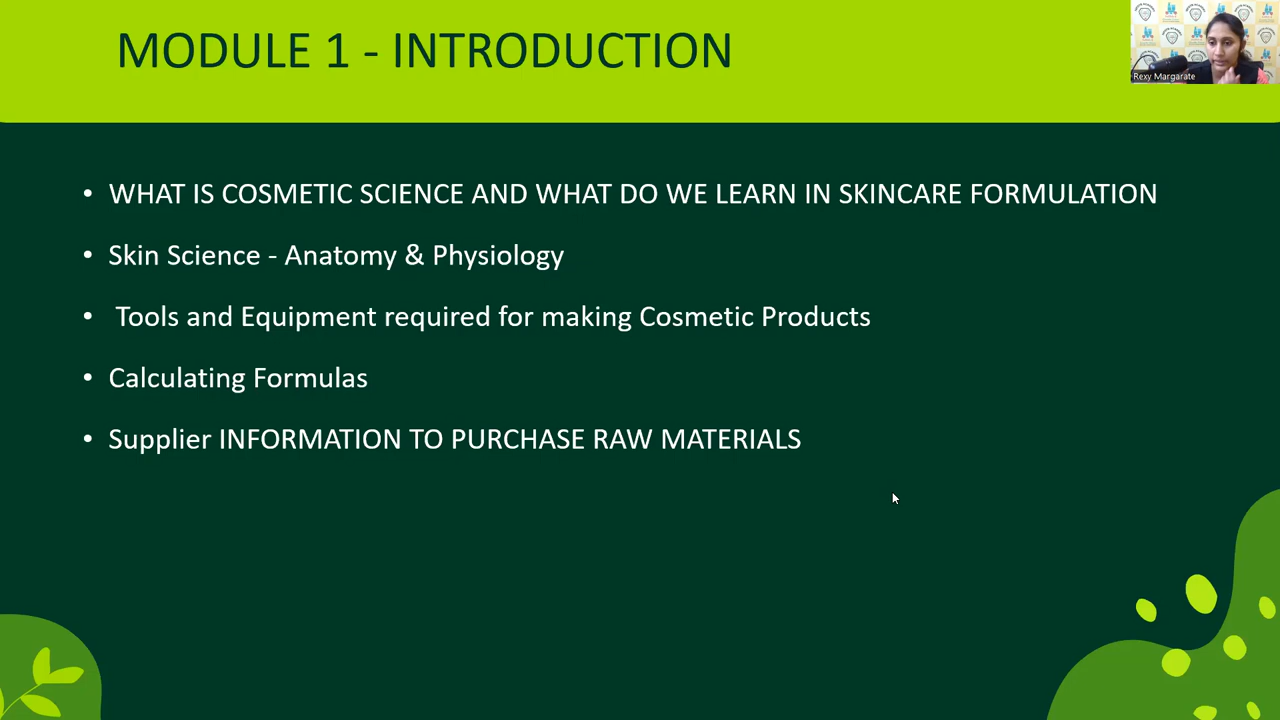 MODULE 1 - INTRODUCTION
Rexy Margarate
• WHAT IS COSMETIC SCIENCE AND WHAT DO WE LEARN IN SKINCARE FORMULATION
• Skin Science - Anatomy & Physiology
• Tools and Equipment required for making Cosmetic Products
• Calculating Formulas
• Supplier INFORMATION TO PURCHASE RAW MATERIALS